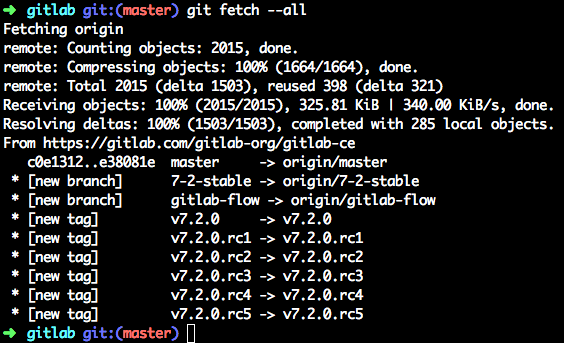 ➜ gitlab git:(master) git fetch --all
Fetching origin
remote: Counting objects: 2015, done.
remote: Compressing objects: 100% (1664/1664), done.
remote: Total 2015 (delta 1503), reused 398 (delta 321)
Receiving objects: 100% (2015/2015), 325.81 KiB | 340.00 KiB/s, done.
Resolving deltas: 100% (1503/1503), completed with 285 local objects.
From https://gitlab.com/gitlab-org/gitlab-ce
   c0e1312..e38081e  master     -> origin/master
 * [new branch]      7-2-stable -> origin/7-2-stable
 * [new branch]      gitlab-flow -> origin/gitlab-flow
 * [new tag]         v7.2.0     -> v7.2.0
 * [new tag]         v7.2.0.rc1 -> v7.2.0.rc1
 * [new tag]         v7.2.0.rc2 -> v7.2.0.rc2
 * [new tag]         v7.2.0.rc3 -> v7.2.0.rc3
 * [new tag]         v7.2.0.rc4 -> v7.2.0.rc4
 * [new tag]         v7.2.0.rc5 -> v7.2.0.rc5
➜ gitlab git:(master)